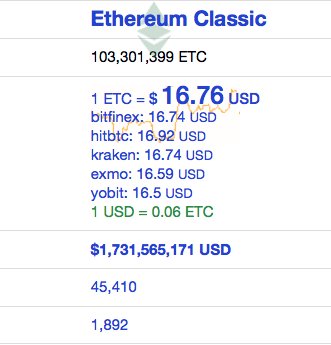 Ethereum Classic
103,301,399 ETC
1 ETC = $ 16.76 USD
bitfinex: 16.74 USD
hitbtc: 16.92 USD
kraken: 16.74 USD
exmo: 16.59 USD
yobit: 16.5 USD
1 USD = 0.06 ETC
$1,731,565,171 USD
45,410
1,892